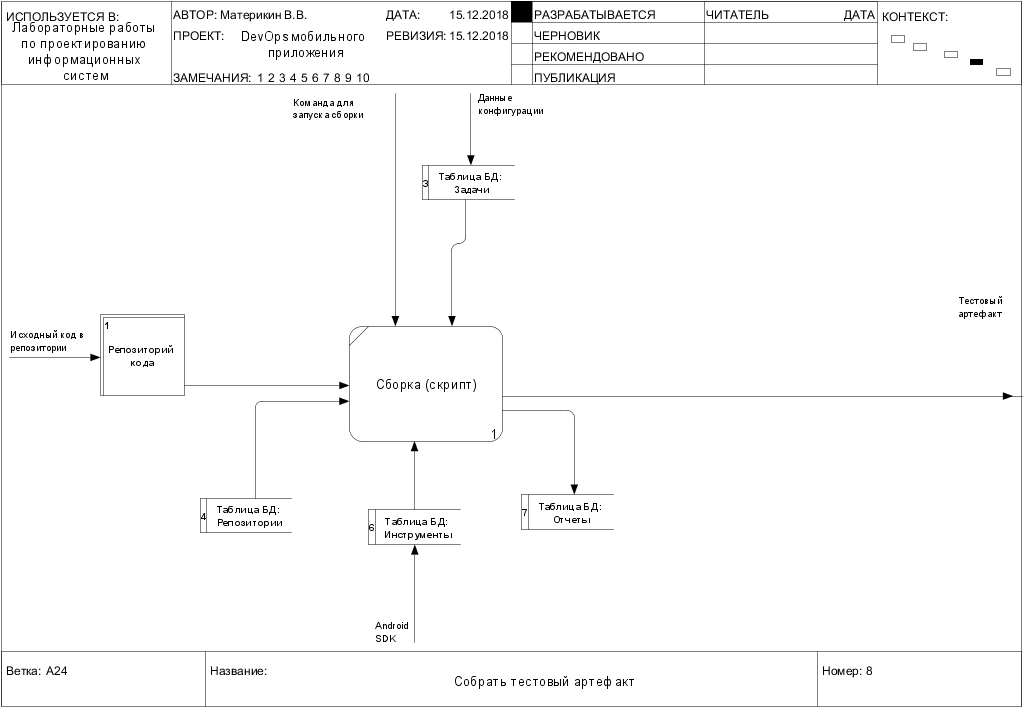 ИСПОЛЬЗУЕТСЯ В:
Лабораторные работы
по проектированию
информационных
систем
АВТОР: Материкин В.В.
ДАТА: 15.12.2018
ПРОЕКТ: DevOps мобильного
приложения
РЕВИЗИЯ: 15.12.2018
ЗАМЕЧАНИЯ: 1 2 3 4 5 6 7 8 9 10
РАЗРАБАТЫВАЕТСЯ
ЧЕРНОВИК
РЕКОМЕНДОВАНО
ПУБЛИКАЦИЯ
ЧИТАТЕЛЬ
ДАТА
КОНТЕКСТ:
Команда для
запуска сборки
Данные
конфигурации
3
Таблица БД:
Задачи
Исходный код в
репозитории
1
Репозиторий
кода
Сборка (скрипт)
1
Тестовый
артефакт
4
Таблица БД:
Репозитории
6
Таблица БД:
Инструменты
7
Таблица БД:
Отчеты
Android
SDK
Ветка: A24
Название:
Собрать тестовый артефакт
Номер: 8